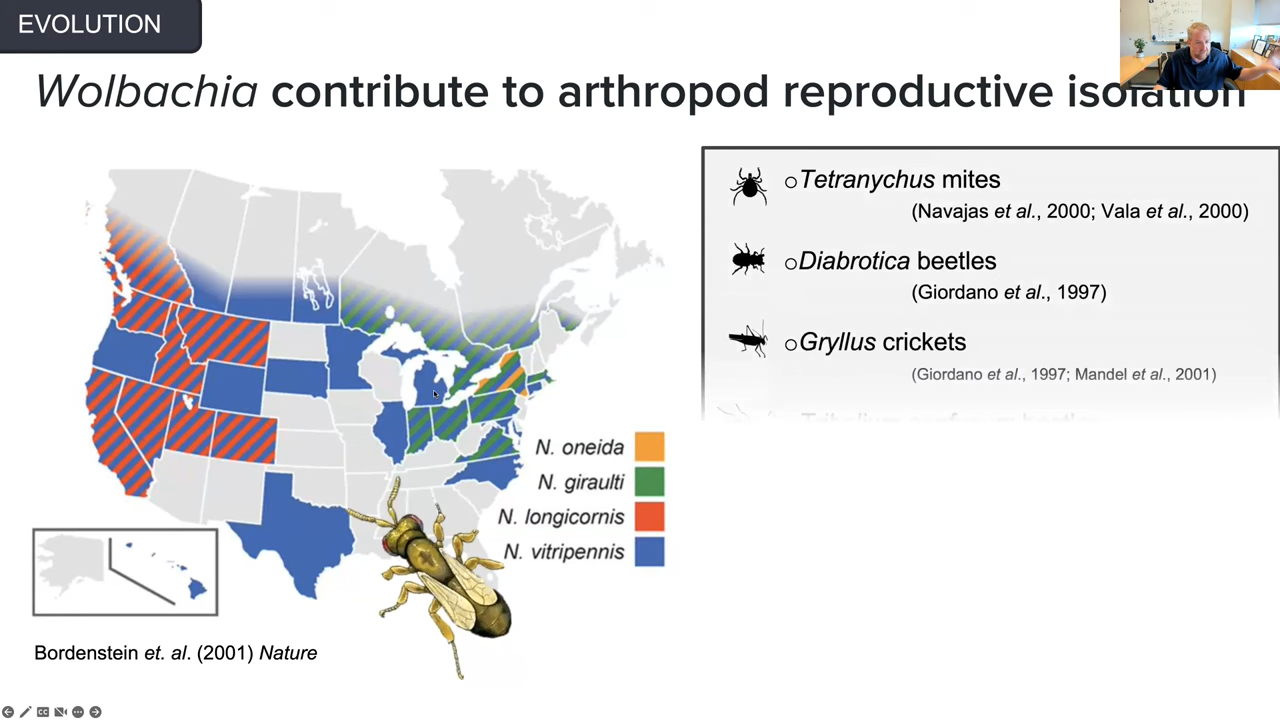 EVOLUTION
Wolbachia contribute to arthropod reproductive isolation
Tetranychus mites
(Navajas et al., 2000; Vala et al., 2000)
Diabrotica beetles
(Giordano et al., 1997)
Gryllus crickets
(Giordano et al., 1997; Mandel et al., 2001)
N. oneida
N. giraulti
N. longicornis
N. vitripennis
Bordenstein et. al. (2001) Nature